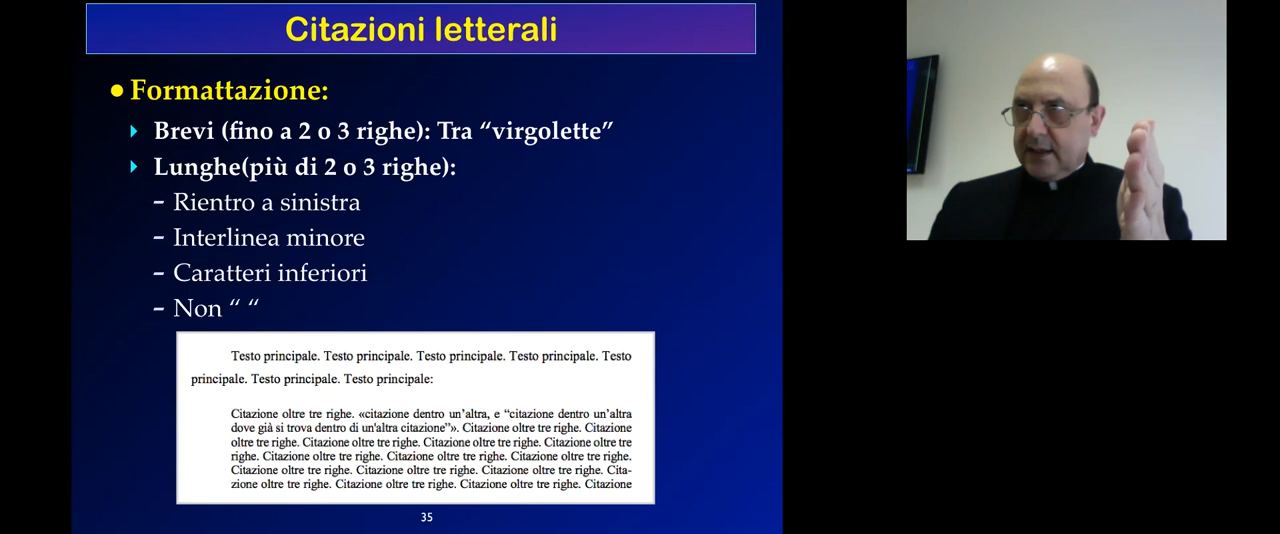 Citazioni letterali
● Formattazione:
Brevi (fino a 2 o 3 righe): Tra “virgolette”
Lunghe(più di 2 o 3 righe):
- Rientro a sinistra
- Interlinea minore
- Caratteri inferiori
- Non “ “
Testo principale. Testo principale. Testo principale. Testo principale. Testo
principale. Testo principale. Testo principale:
Citazione oltre tre righe. «citazione dentro un’altra, e “citazione dentro un’altra
dove già si trova dentro di un'altra citazione”». Citazione oltre tre righe. Citazione
oltre tre righe. Citazione oltre tre righe. Citazione oltre tre righe. Citazione oltre tre
righe. Citazione oltre tre righe. Citazione oltre tre righe. Citazione oltre tre righe.
Citazione oltre tre righe. Citazione oltre tre righe. Citazione oltre tre righe. Cita-
zione oltre tre righe. Citazione oltre tre righe. Citazione oltre tre righe. Citazione
35